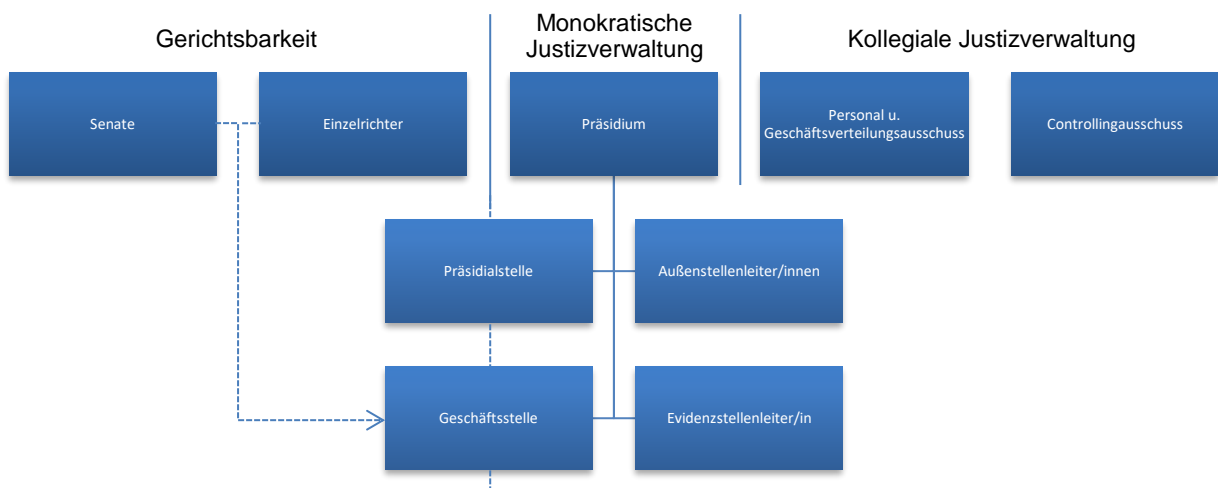 Gerichtsbarkeit
Monokratische
Justizverwaltung
Kollegiale Justizverwaltung
Senate
Einzelrichter
Präsidium
Personal u.
Geschäftsverteilungsausschuss
Controllingausschuss
Präsidialstelle
Außenstellenleiter/innen
Geschäftsstelle
Evidenzstellenleiter/in